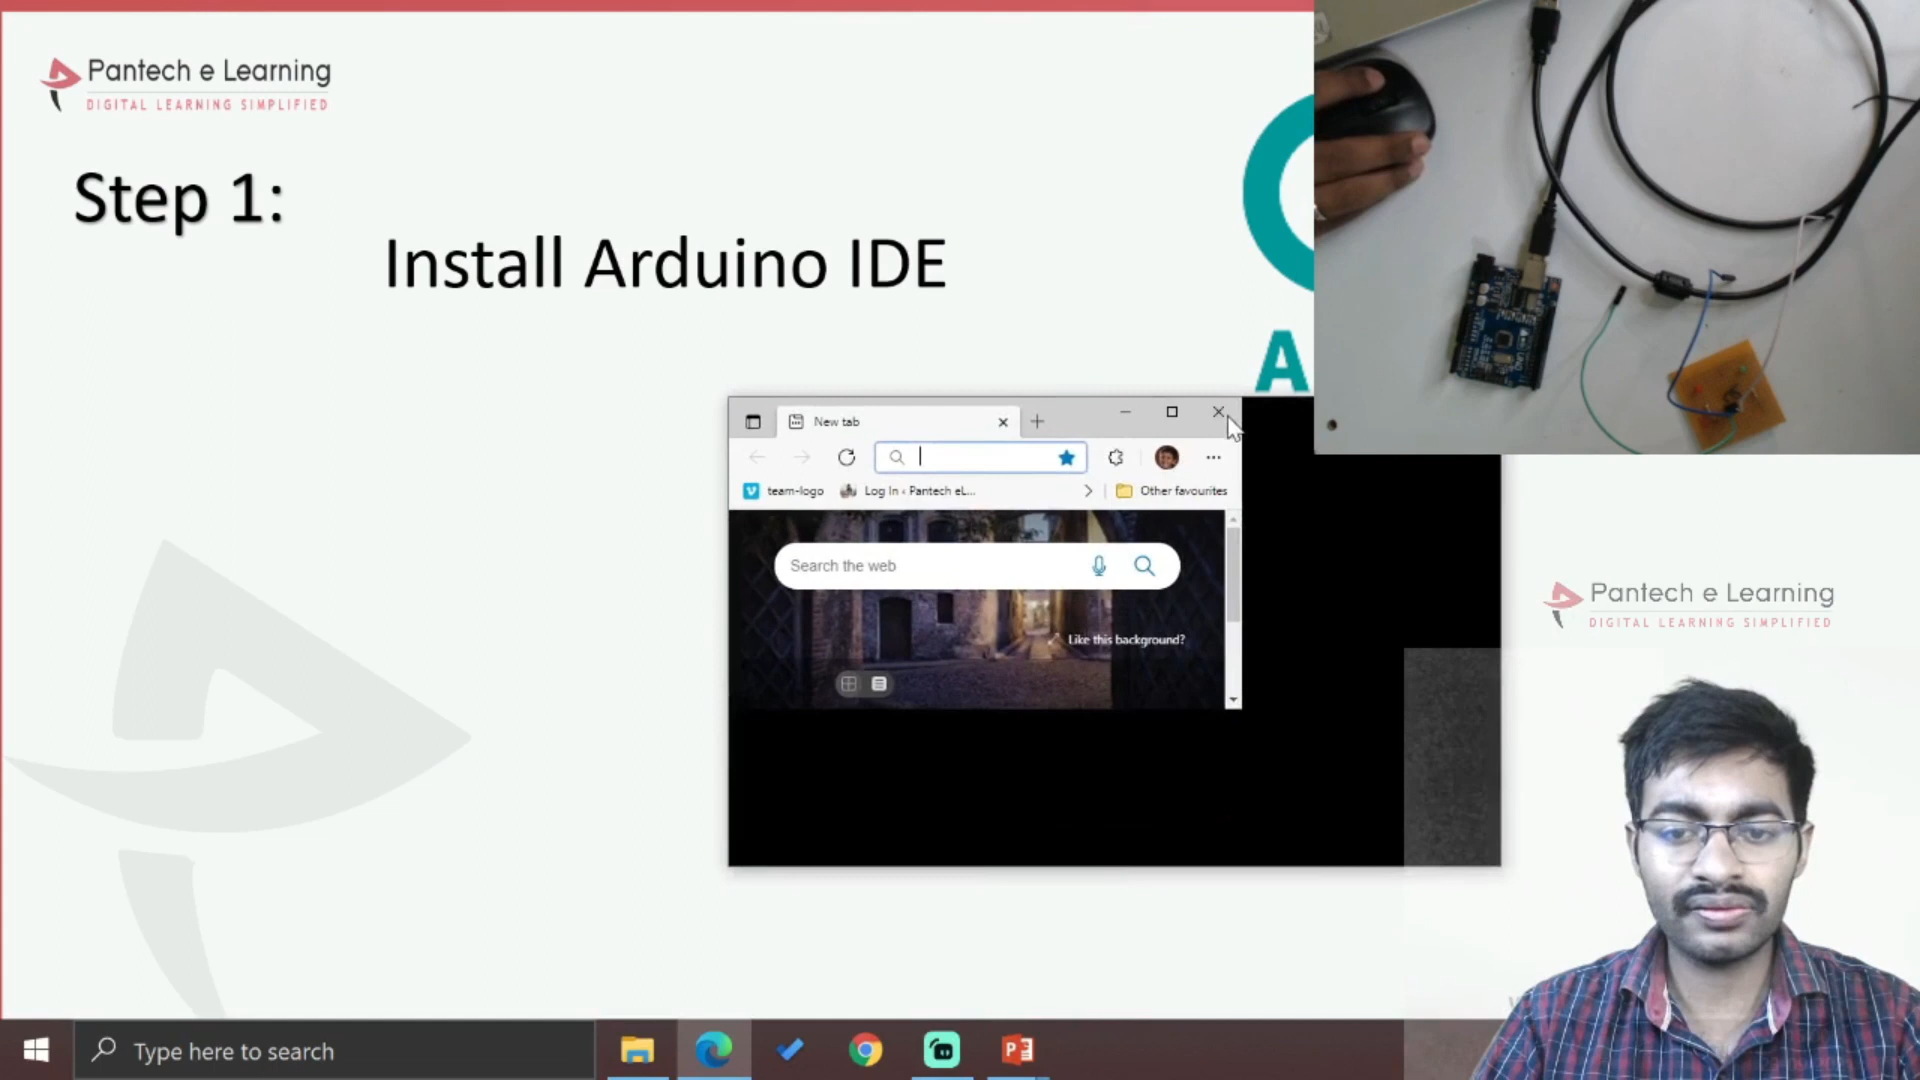 Pantech e Learning
DIGITAL LEARNING SIMPLIFIED
Step 1:
Install Arduino IDE
A
New tab
team-logo
Log In ‹ Pantech eL...
Other favourites
Search the web
Like this background?
Pantech e Learning
DIGITAL LEARNING SIMPLIFIED
Type here to search